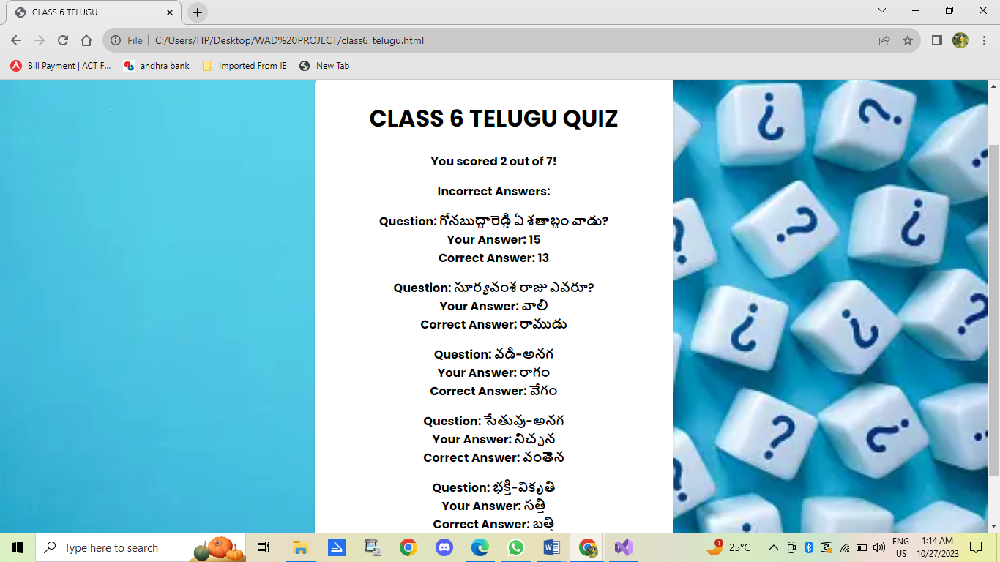 CLASS 6 TELUGU
File C:/Users/HP/Desktop/WAD%20PROJECT/class6_telugu.html
Bill Payment | ACT F... andhra bank Imported From IE New Tab
CLASS 6 TELUGU QUIZ
You scored 2 out of 7!
Incorrect Answers:
Question: గోనబుద్ధారెడ్డి ఏ శతాబ్దం వాడు?
Your Answer: 15
Correct Answer: 13
Question: సూర్యవంశ రాజు ఎవరూ?
Your Answer: వాలి
Correct Answer: రాముడు
Question: వడి-అనగ
Your Answer: రాగం
Correct Answer: వేగం
Question: సేతువు-అనగ
Your Answer: నిచ్చన
Correct Answer: వంతెన
Question: భక్తి-వికృతి
Your Answer: సత్తి
Correct Answer: బత్తి
Type here to search
1 25°C ENG US 1:14 AM 10/27/2023